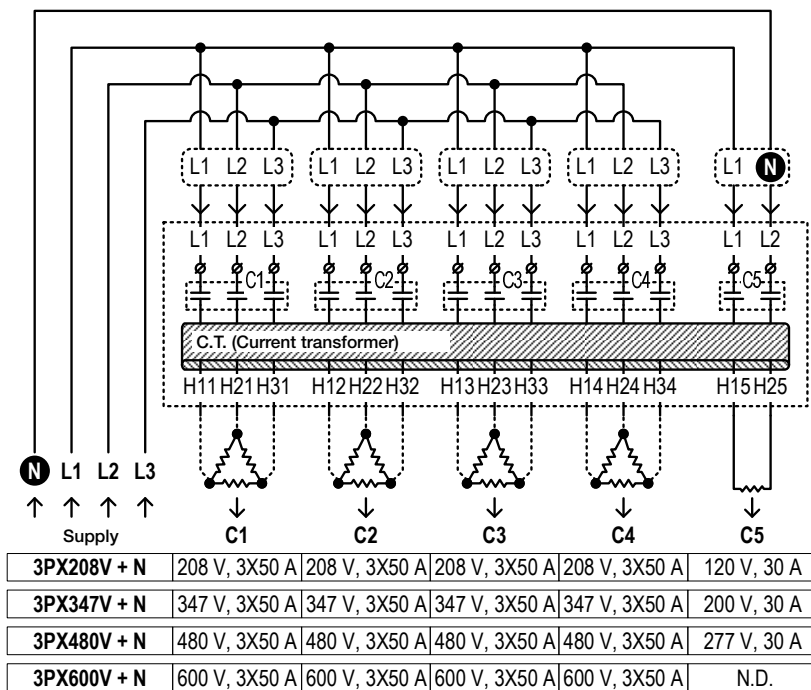 L1 L2 L3 L1 L2 L3 L1 L2 L3 L1 L2 L3 L1 N
L1 L2 L3 L1 L2 L3 L1 L2 L3 L1 L2 L3 L1 L2
C1 C2 C3 C4 C5
C.T. (Current transformer)
H11 H21 H31 H12 H22 H32 H13 H23 H33 H14 H24 H34 H15 H25
N L1 L2 L3
Supply C1 C2 C3 C4 C5
3PX208V + N 208 V, 3X50 A 208 V, 3X50 A 208 V, 3X50 A 208 V, 3X50 A 120 V, 30 A
3PX347V + N 347 V, 3X50 A 347 V, 3X50 A 347 V, 3X50 A 347 V, 3X50 A 200 V, 30 A
3PX480V + N 480 V, 3X50 A 480 V, 3X50 A 480 V, 3X50 A 480 V, 3X50 A 277 V, 30 A
3PX600V + N 600 V, 3X50 A 600 V, 3X50 A 600 V, 3X50 A 600 V, 3X50 A N.D.